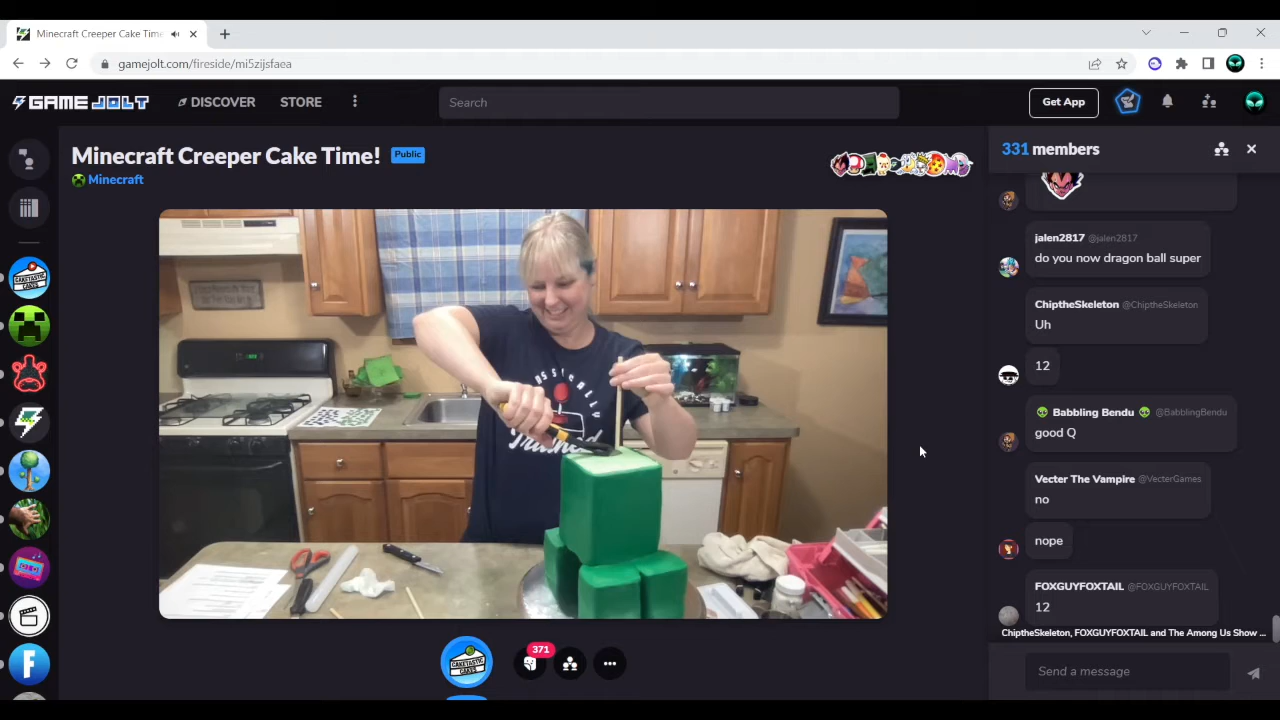 Minecraft Creeper Cake Time
gamejolt.com/fireside/mi5zijsfaea
GAME JOLT
DISCOVER
STORE
Search
Get App
Minecraft Creeper Cake Time!
Public
Minecraft
331 members
jalen2817 @jalen2817
do you now dragon ball super
ChiptheSkeleton @ChiptheSkeleton
Uh
12
👽 Babbling Bendu 👽 @BabblingBendu
good Q
Vecter The Vampire @VecterGames
no
nope
FOXGUYFOXTAIL @FOXGUYFOXTAIL
12
ChiptheSkeleton, FOXGUYFOXTAIL and The Among Us Show ...
Send a message
371
CAKETASTIC
CAKES